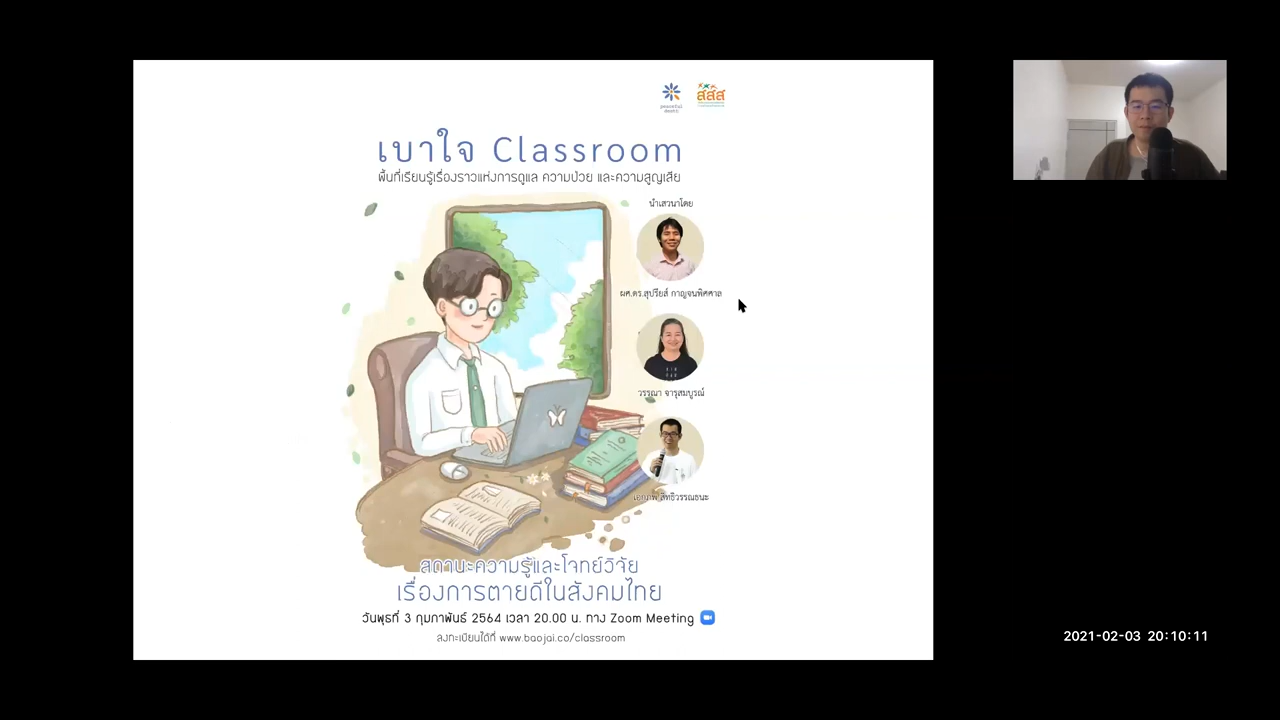 peaceful
death
สสส
เบาใจ Classroom
พื้นที่เรียนรู้เรื่องราวแห่งการดูแล ความป่วย และความสูญเสีย
นำเสวนาโดย
ผศ.ดร.สุปรียส์ กาญจนพิศศาล
วรรณา จารุสมบูรณ์
เอกภพ สิทธิวรรณธนะ
สถานะความรู้และโจทย์วิจัย
เรื่องการตายดีในสังคมไทย
วันพุธที่ 3 กุมภาพันธ์ 2564 เวลา 20.00 น. ทาง Zoom Meeting
ลงทะเบียนได้ที่ www.baojai.co/classroom
2021-02-03 20:10:11